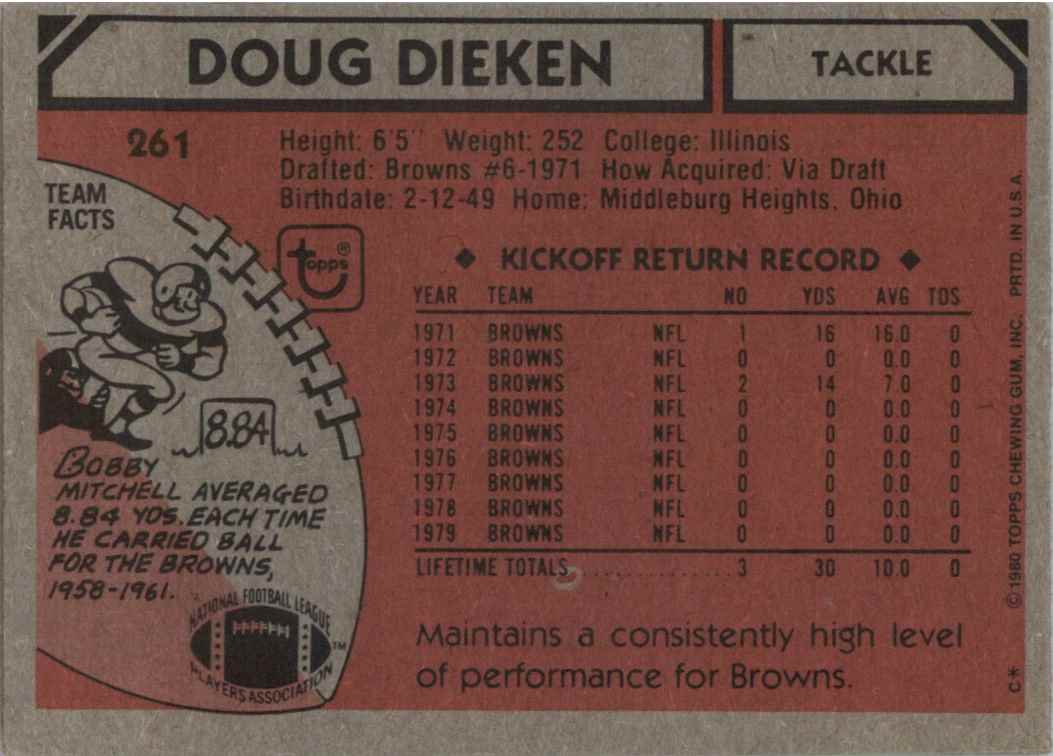 DOUG DIEKEN
TACKLE
261
Height: 6'5" Weight: 252 College: Illinois
Drafted: Browns #6-1971 How Acquired: Via Draft
Birthdate: 2-12-49 Home: Middleburg Heights, Ohio
TEAM
FACTS
topps®
8.84
BOBBY
MITCHELL AVERAGED
8.84 YDS. EACH TIME
HE CARRIED BALL
FOR THE BROWNS,
1958-1961.
NATIONAL FOOTBALL LEAGUE
PLAYERS ASSOCIATION
TM
◆ KICKOFF RETURN RECORD ◆
YEAR TEAM NO YDS AVG TDS
1971 BROWNS NFL 1 16 16.0 0
1972 BROWNS NFL 0 0 0.0 0
1973 BROWNS NFL 2 14 7.0 0
1974 BROWNS NFL 0 0 0.0 0
1975 BROWNS NFL 0 0 0.0 0
1976 BROWNS NFL 0 0 0.0 0
1977 BROWNS NFL 0 0 0.0 0
1978 BROWNS NFL 0 0 0.0 0
1979 BROWNS NFL 0 0 0.0 0
LIFETIME TOTALS............3 30 10.0 0
Maintains a consistently high level
of performance for Browns.
C* ©1980 TOPPS CHEWING GUM, INC. PRTD. IN U.S.A.